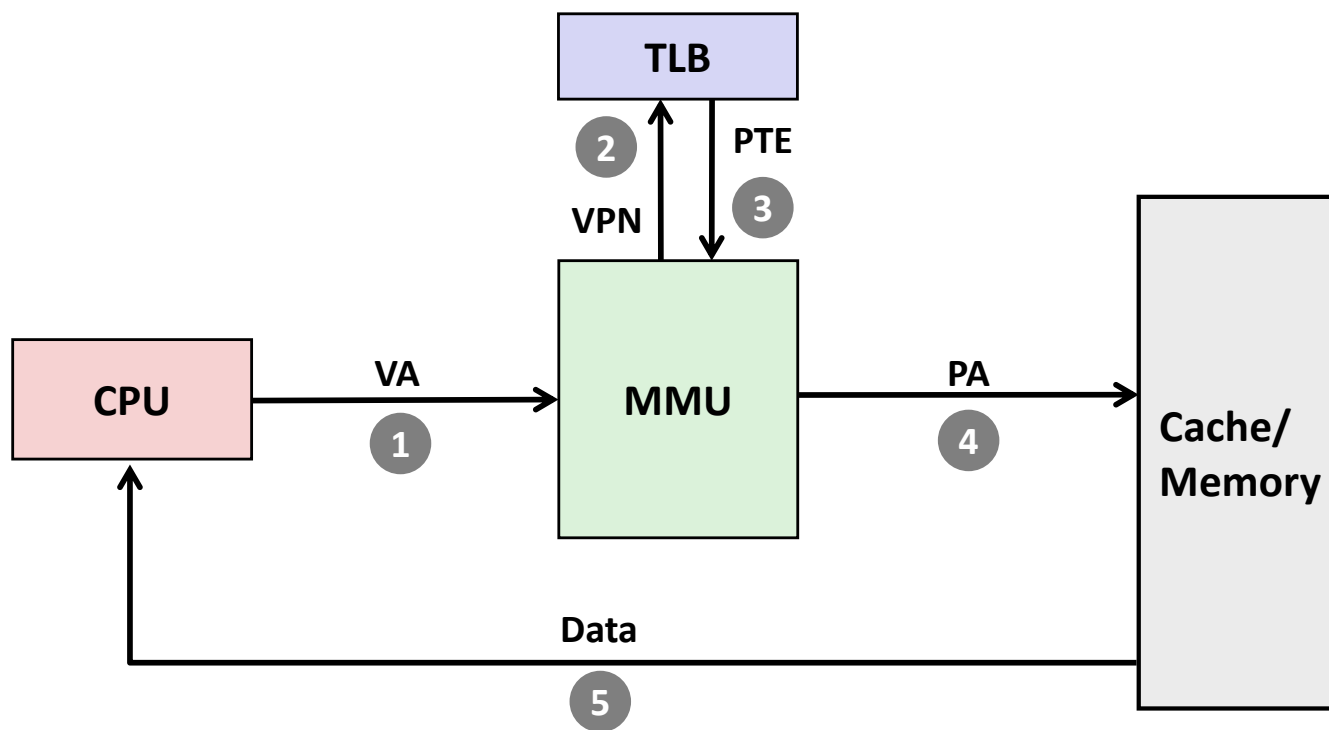 TLB
2
PTE
VPN
3
CPU
VA
1
MMU
PA
4
Cache/
Memory
Data
5